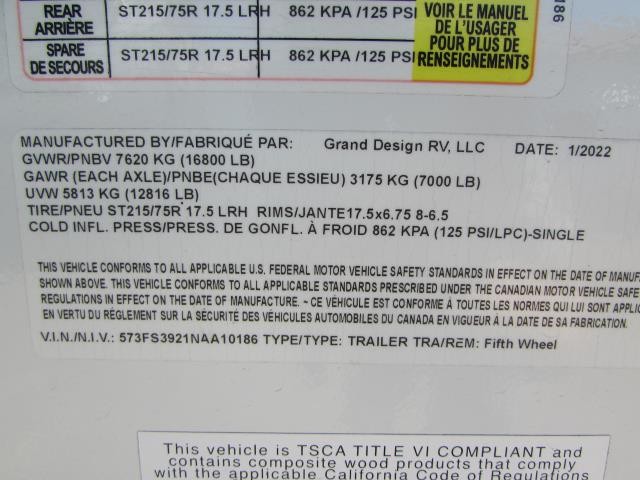 REAR
ARRIÈRE
ST215/75R 17.5 LRH 862 KPA /125 PSI
SPARE
DE SECOURS
ST215/75R 17.5 LRH 862 KPA /125 PSI
VOIR LE MANUEL
DE L'USAGER
POUR PLUS DE
RENSEIGNEMENTS
186
MANUFACTURED BY/FABRIQUÉ PAR: Grand Design RV, LLC DATE: 1/2022
GVWR/PNBV 7620 KG (16800 LB)
GAWR (EACH AXLE)/PNBE(CHAQUE ESSIEU) 3175 KG (7000 LB)
UVW 5813 KG (12816 LB)
TIRE/PNEU ST215/75R 17.5 LRH RIMS/JANTE17.5x6.75 8-6.5
COLD INFL. PRESS/PRESS. DE GONFL. À FROID 862 KPA (125 PSI/LPC)-SINGLE
THIS VEHICLE CONFORMS TO ALL APPLICABLE U.S. FEDERAL MOTOR VEHICLE SAFETY STANDARDS IN EFFECT ON THE DATE OF MANUF
SHOWN ABOVE. THIS VEHICLE CONFORMS TO ALL APPLICABLE STANDARDS PRESCRIBED UNDER THE CANADIAN MOTOR VEHICLE SAFETY
REGULATIONS IN EFFECT ON THE DATE OF MANUFACTURE. ~ CE VÉHICULE EST CONFORME À TOUTES LES NORMES QUI LUI SONT APPLIC
EN VERTU DU RÈGLEMENT SUR LA SÉCURITÉ DES VÉHICULES AUTOMOBILES DU CANADA EN VIGUEUR À LA DATE DE SA FABRICATION.
V.I.N./N.I.V.: 573FS3921NAA10186 TYPE/TYPE: TRAILER TRA/REM: Fifth Wheel
This vehicle is TSCA TITLE VI COMPLIANT and
contains composite wood products that comply
with the applicable California Code of Regulations